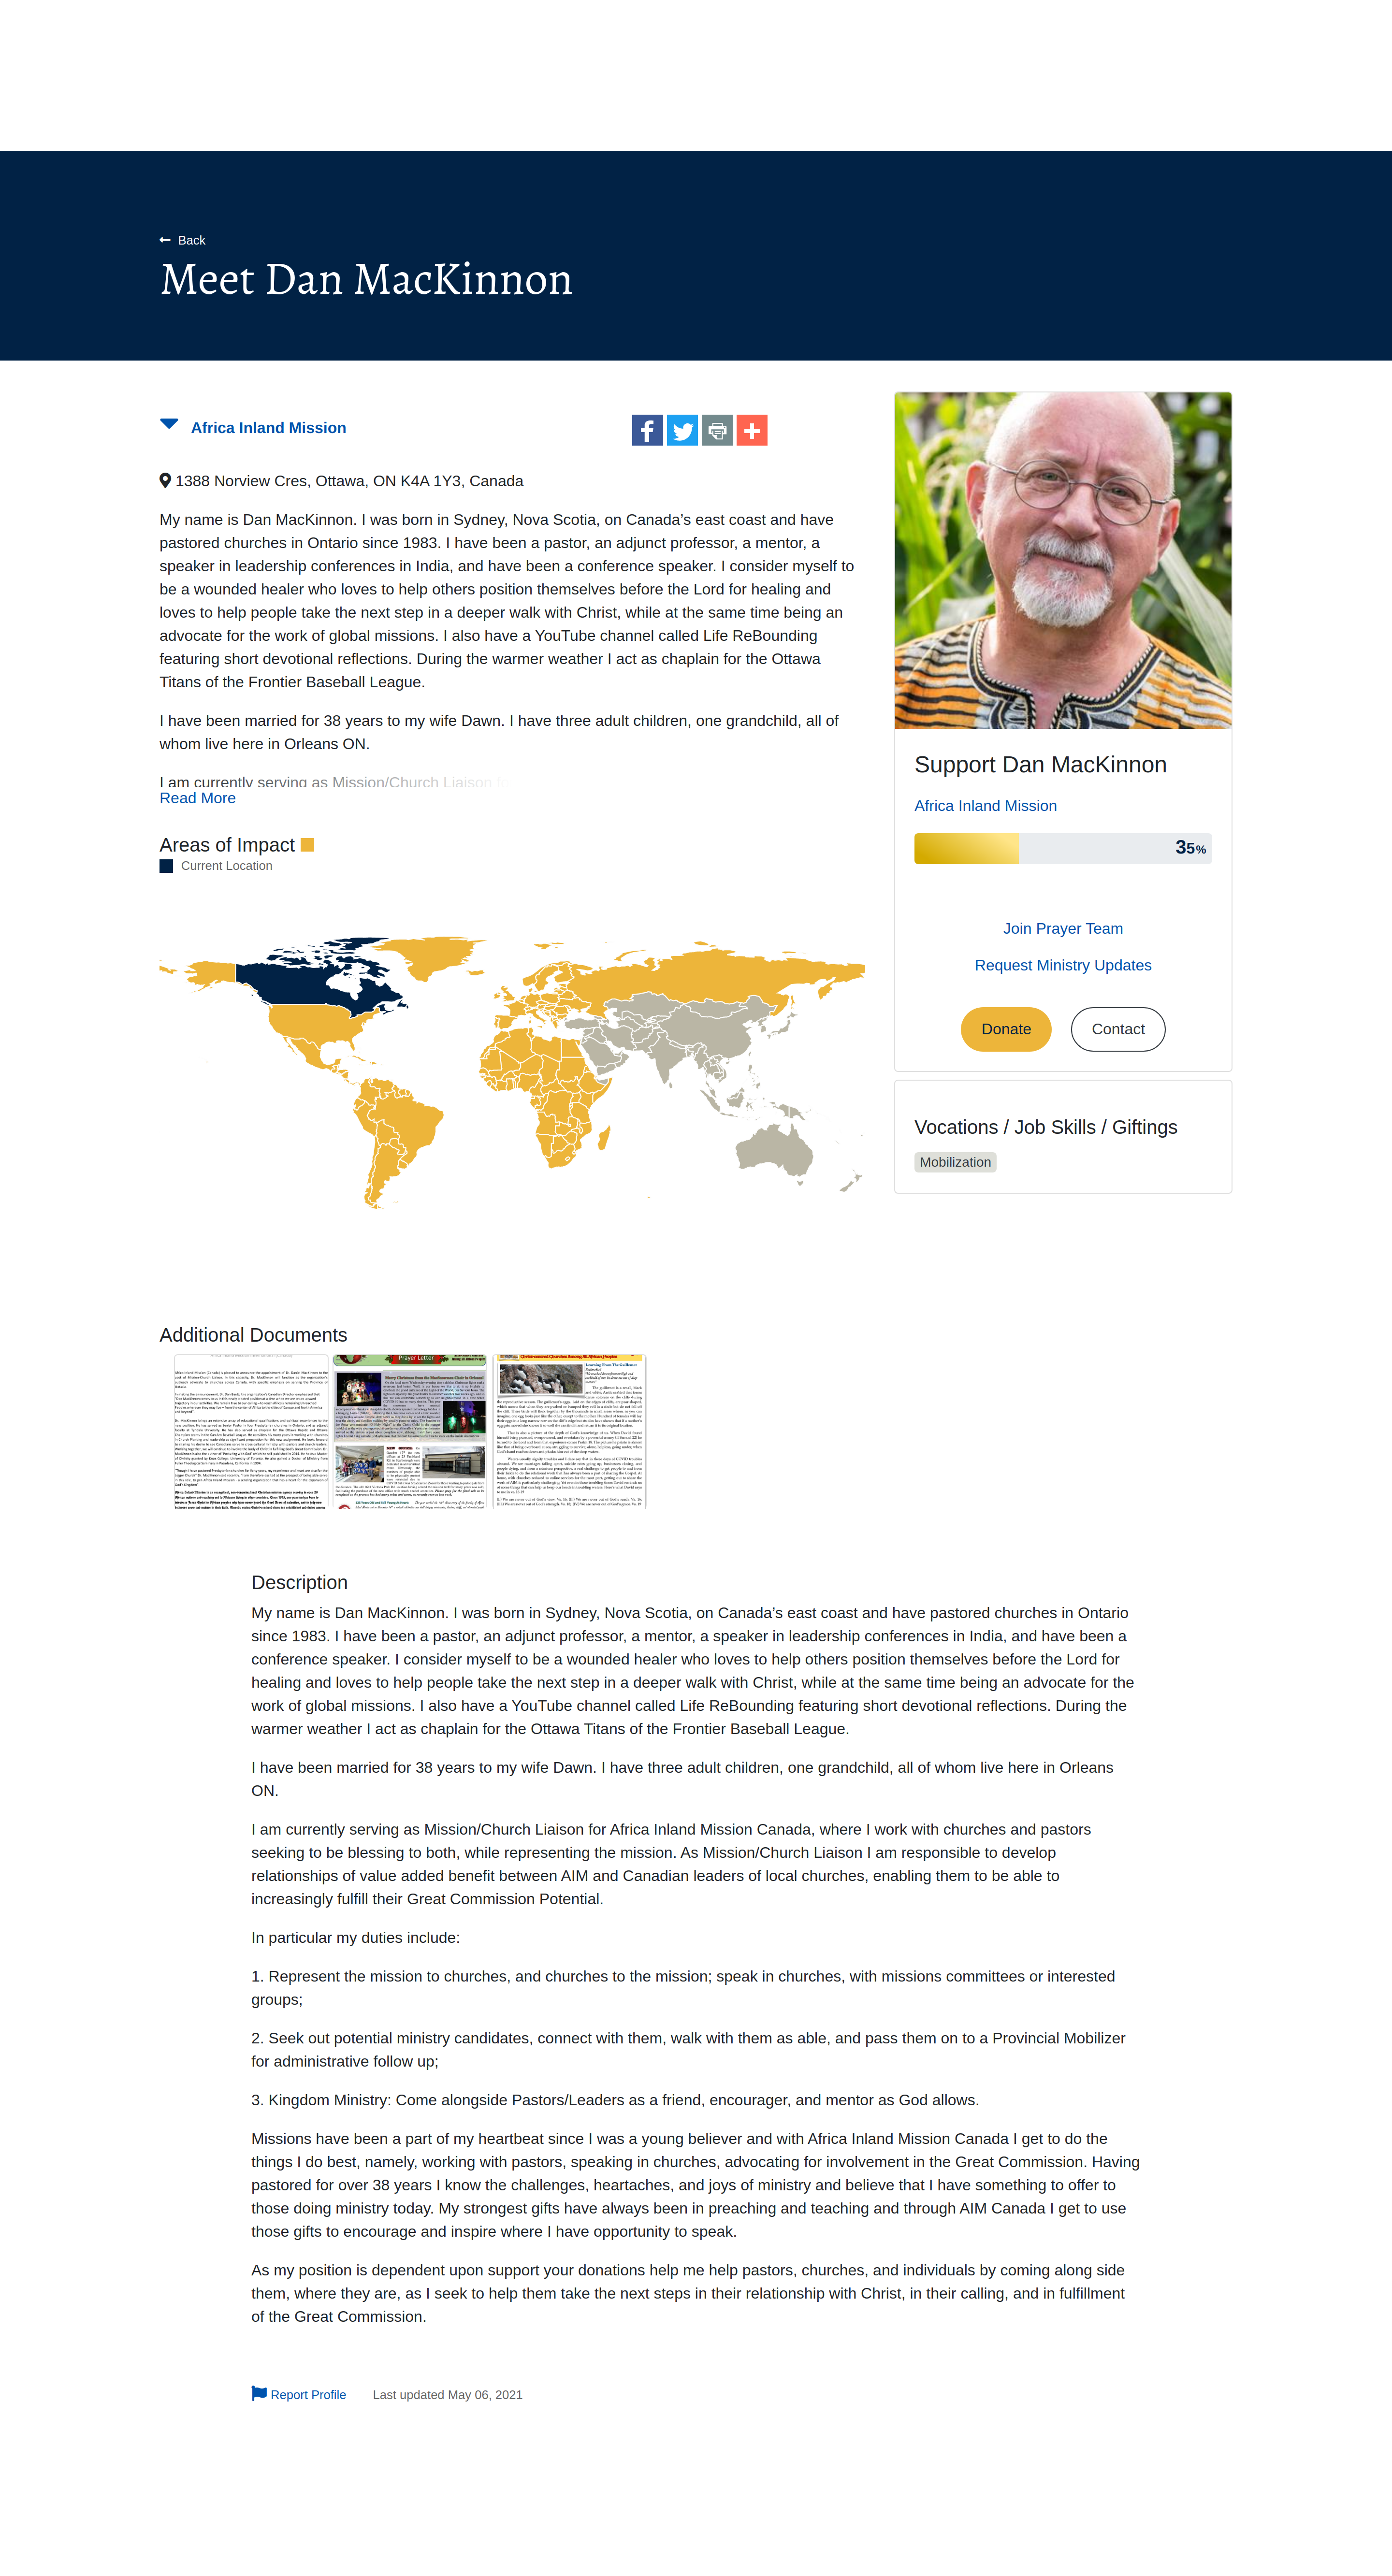 Back
Meet Dan MacKinnon
Africa Inland Mission
1388 Norview Cres, Ottawa, ON K4A 1Y3, Canada
My name is Dan MacKinnon. I was born in Sydney, Nova Scotia, on Canada’s east coast and have
pastored churches in Ontario since 1983. I have been a pastor, an adjunct professor, a mentor, a
speaker in leadership conferences in India, and have been a conference speaker. I consider myself to
be a wounded healer who loves to help others position themselves before the Lord for healing and
loves to help people take the next step in a deeper walk with Christ, while at the same time being an
advocate for the work of global missions. I also have a YouTube channel called Life ReBounding
featuring short devotional reflections. During the warmer weather I act as chaplain for the Ottawa
Titans of the Frontier Baseball League.
I have been married for 38 years to my wife Dawn. I have three adult children, one grandchild, all of
whom live here in Orleans ON.
I am currently serving as Mission/Church Liaison
Read More
Areas of Impact
Current Location
Support Dan MacKinnon
Africa Inland Mission
35%
Join Prayer Team
Request Ministry Updates
Donate
Contact
Vocations / Job Skills / Giftings
Mobilization
Additional Documents
Prayer Letter
Merry Christmas from the Mackinnon Choir in Orleans!
Description
My name is Dan MacKinnon. I was born in Sydney, Nova Scotia, on Canada’s east coast and have pastored churches in Ontario
since 1983. I have been a pastor, an adjunct professor, a mentor, a speaker in leadership conferences in India, and have been a
conference speaker. I consider myself to be a wounded healer who loves to help others position themselves before the Lord for
healing and loves to help people take the next step in a deeper walk with Christ, while at the same time being an advocate for the
work of global missions. I also have a YouTube channel called Life ReBounding featuring short devotional reflections. During the
warmer weather I act as chaplain for the Ottawa Titans of the Frontier Baseball League.
I have been married for 38 years to my wife Dawn. I have three adult children, one grandchild, all of whom live here in Orleans
ON.
I am currently serving as Mission/Church Liaison for Africa Inland Mission Canada, where I work with churches and pastors
seeking to be blessing to both, while representing the mission. As Mission/Church Liaison I am responsible to develop
relationships of value added benefit between AIM and Canadian leaders of local churches, enabling them to be able to
increasingly fulfill their Great Commission Potential.
In particular my duties include:
1. Represent the mission to churches, and churches to the mission; speak in churches, with missions committees or interested
groups;
2. Seek out potential ministry candidates, connect with them, walk with them as able, and pass them on to a Provincial Mobilizer
for administrative follow up;
3. Kingdom Ministry: Come alongside Pastors/Leaders as a friend, encourager, and mentor as God allows.
Missions have been a part of my heartbeat since I was a young believer and with Africa Inland Mission Canada I get to do the
things I do best, namely, working with pastors, speaking in churches, advocating for involvement in the Great Commission. Having
pastored for over 38 years I know the challenges, heartaches, and joys of ministry and believe that I have something to offer to
those doing ministry today. My strongest gifts have always been in preaching and teaching and through AIM Canada I get to use
those gifts to encourage and inspire where I have opportunity to speak.
As my position is dependent upon support your donations help me help pastors, churches, and individuals by coming along side
them, where they are, as I seek to help them take the next steps in their relationship with Christ, in their calling, and in fulfillment
of the Great Commission.
Report Profile
Last updated May 06, 2021